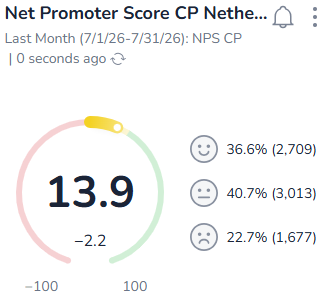 Net Promoter Score CP Nethe...
Last Month (7/1/26-7/31/26): NPS CP
| 0 seconds ago
36.6% (2,709)
13.9
40.7% (3,013)
−2.2
22.7% (1,677)
−100
100